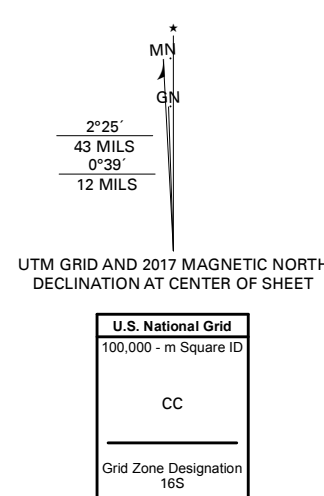 ★
MN
GN
2°25´
43 MILS
0°39´
12 MILS
UTM GRID AND 2017 MAGNETIC NORTH
DECLINATION AT CENTER OF SHEET
U.S. National Grid
100,000 - m Square ID
CC
Grid Zone Designation
16S